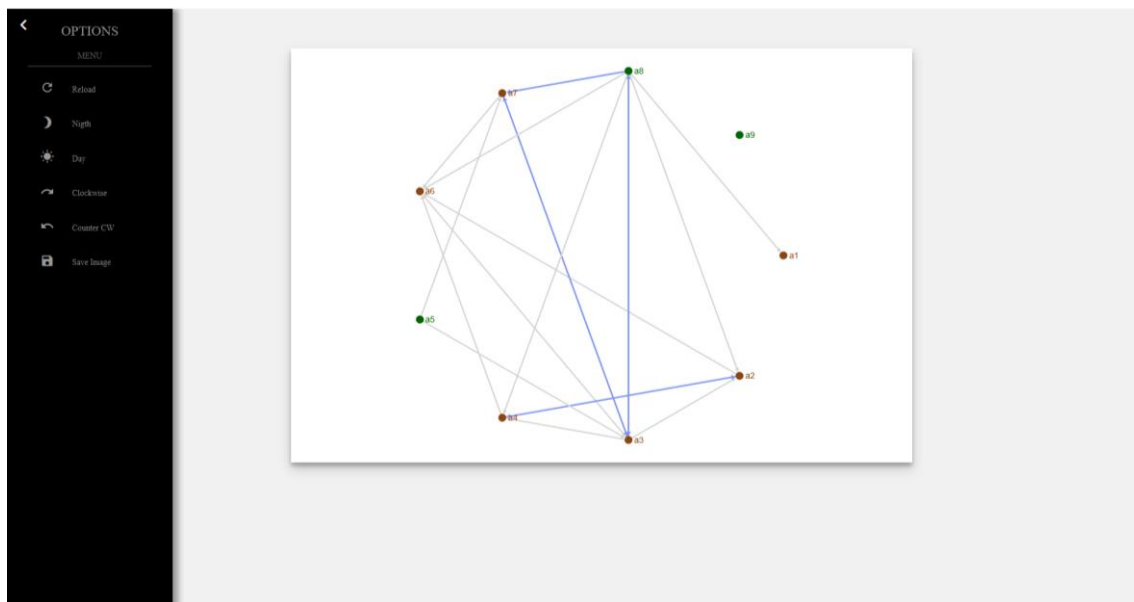 OPTIONS
MENU
Reload
Nigth
Day
Clockwise
Counter CW
Save Image
a8
a7
a9
a6
a1
a5
a2
a4
a3